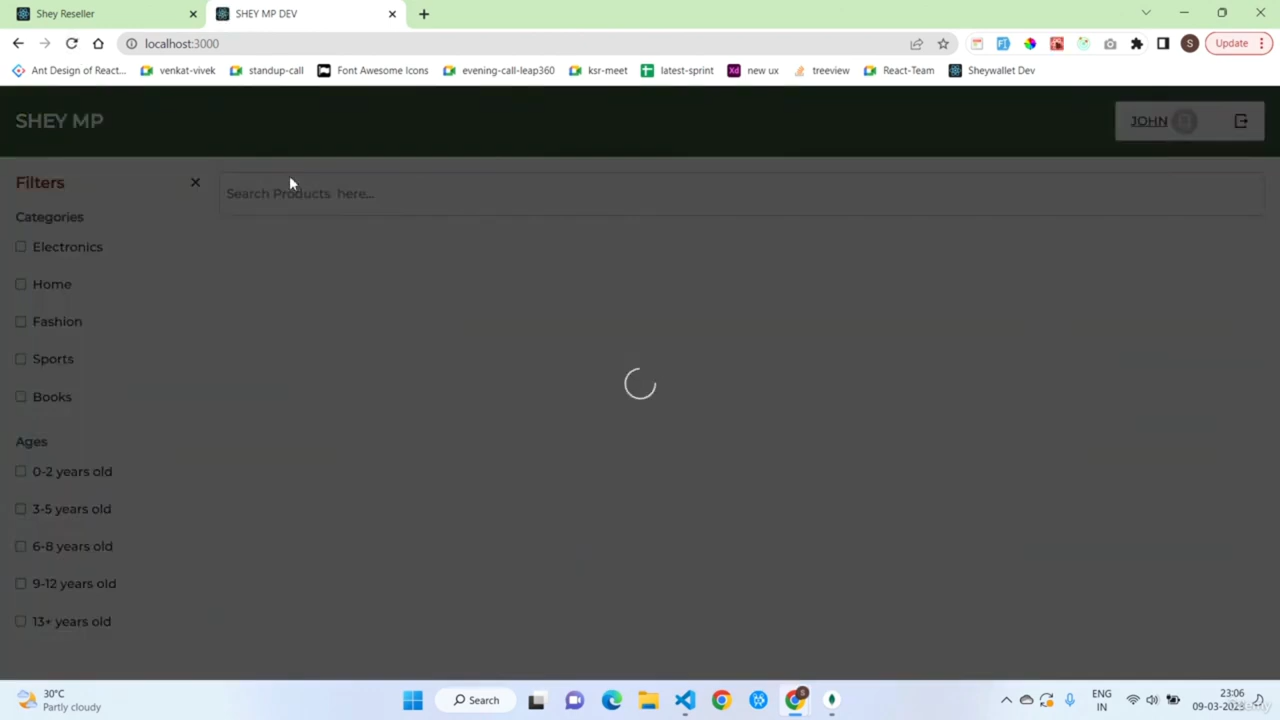 Shey Reseller
SHEY MP DEV
localhost:3000
S
Update
Ant Design of React...
venkat-vivek
standup-call
Font Awesome Icons
evening-call-leap360
ksr-meet
latest-sprint
Xd
new ux
treeview
React-Team
Sheywallet Dev
SHEY MP
JOHN
Filters
Search Products here...
Categories
Electronics
Home
Fashion
Sports
Books
Ages
0-2 years old
3-5 years old
6-8 years old
9-12 years old
13+ years old
30°C
Partly cloudy
Search
ENG
IN
23:06
09-03-2023